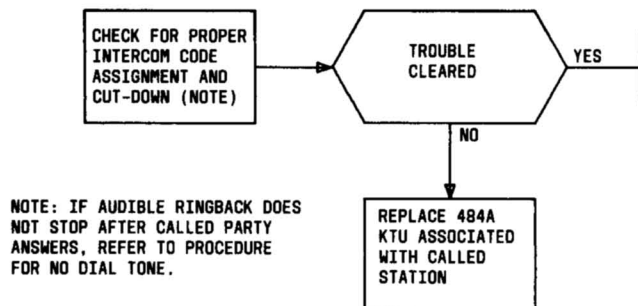 CHECK FOR PROPER
INTERCOM CODE
ASSIGNMENT AND
CUT-DOWN (NOTE)
TROUBLE
CLEARED
YES
NO
NOTE: IF AUDIBLE RINGBACK DOES
NOT STOP AFTER CALLED PARTY
ANSWERS, REFER TO PROCEDURE
FOR NO DIAL TONE.
REPLACE 484A
KTU ASSOCIATED
WITH CALLED
STATION